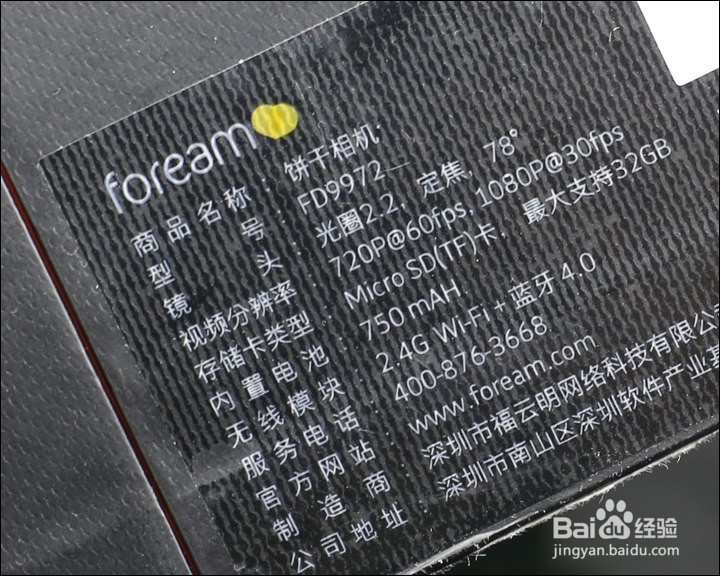 foream
商品名称 饼干相机
型号 FD9972
镜头 光圈2.2，定焦，78°
视频分辨率 720P@60fps, 1080P@30fps
存储卡类型 Micro SD(TF)卡，最大支持32GB
内置电池 750 mAH
无线模块 2.4G Wi-Fi + 蓝牙 4.0
服务电话 400-876-3668
官方网站 www.foream.com
制造商 深圳市福云明网络科技有限公
公司地址 深圳市南山区深圳软件产业基
Baidu经验
jingyan.baidu.com